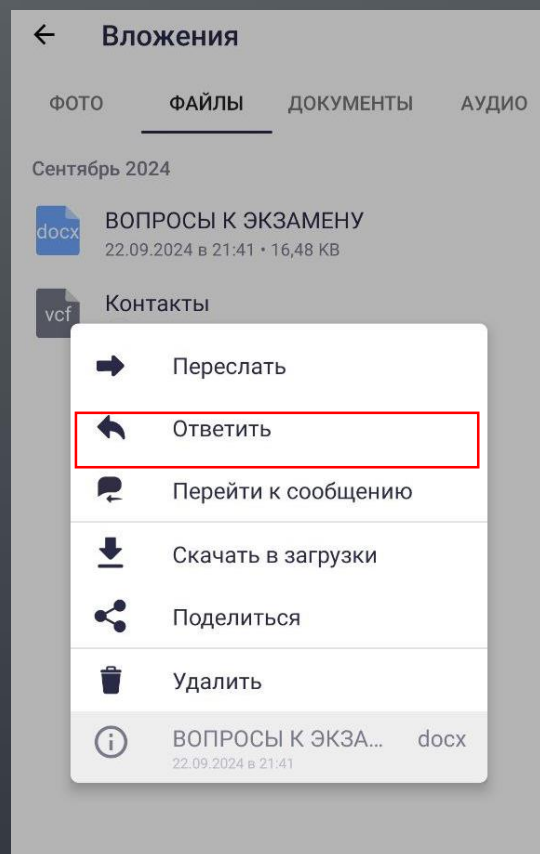 Вложения
ФОТО ФАЙЛЫ ДОКУМЕНТЫ АУДИО
Сентябрь 2024
docx ВОПРОСЫ К ЭКЗАМЕНУ
22.09.2024 в 21:41 • 16,48 KB
vcf Контакты
Переслать
Ответить
Перейти к сообщению
Скачать в загрузки
Поделиться
Удалить
ВОПРОСЫ К ЭКЗА... docx
22.09.2024 в 21:41